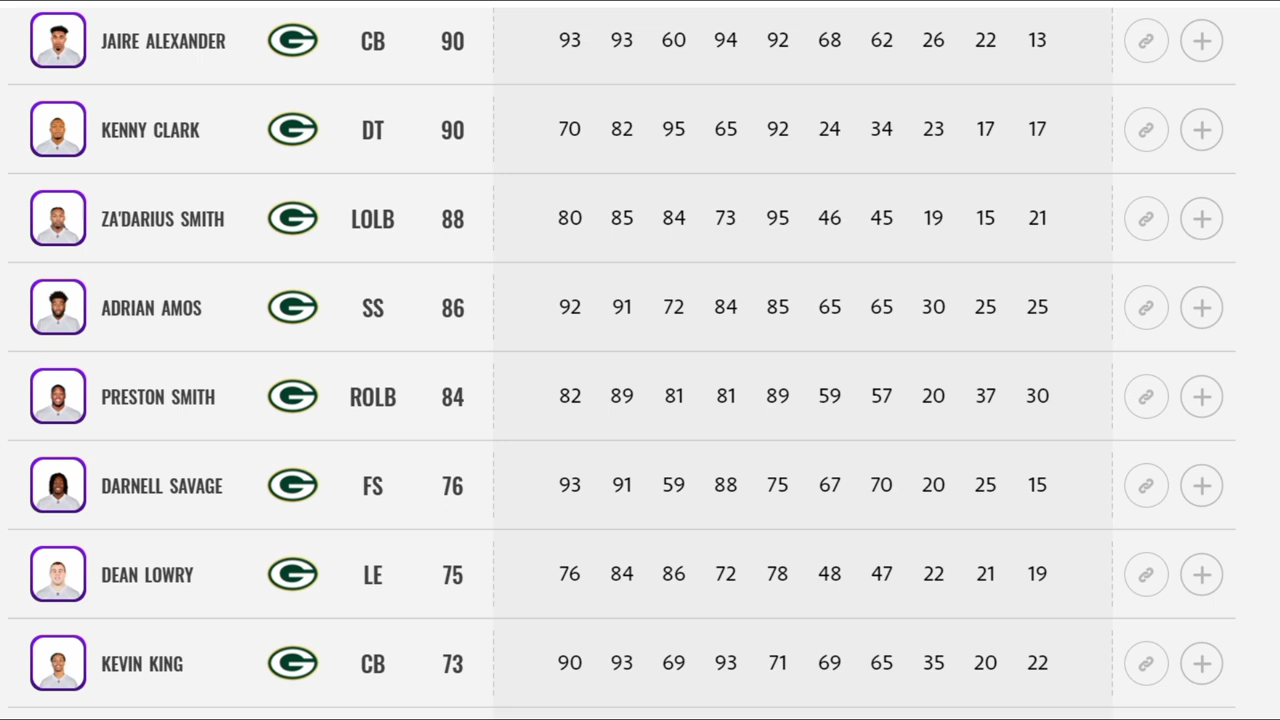 JAIRE ALEXANDER G CB 90 93 93 60 94 92 68 62 26 22 13
KENNY CLARK G DT 90 70 82 95 65 92 24 34 23 17 17
ZA'DARIUS SMITH G LOLB 88 80 85 84 73 95 46 45 19 15 21
ADRIAN AMOS G SS 86 92 91 72 84 85 65 65 30 25 25
PRESTON SMITH G ROLB 84 82 89 81 81 89 59 57 20 37 30
DARNELL SAVAGE G FS 76 93 91 59 88 75 67 70 20 25 15
DEAN LOWRY G LE 75 76 84 86 72 78 48 47 22 21 19
KEVIN KING G CB 73 90 93 69 93 71 69 65 35 20 22